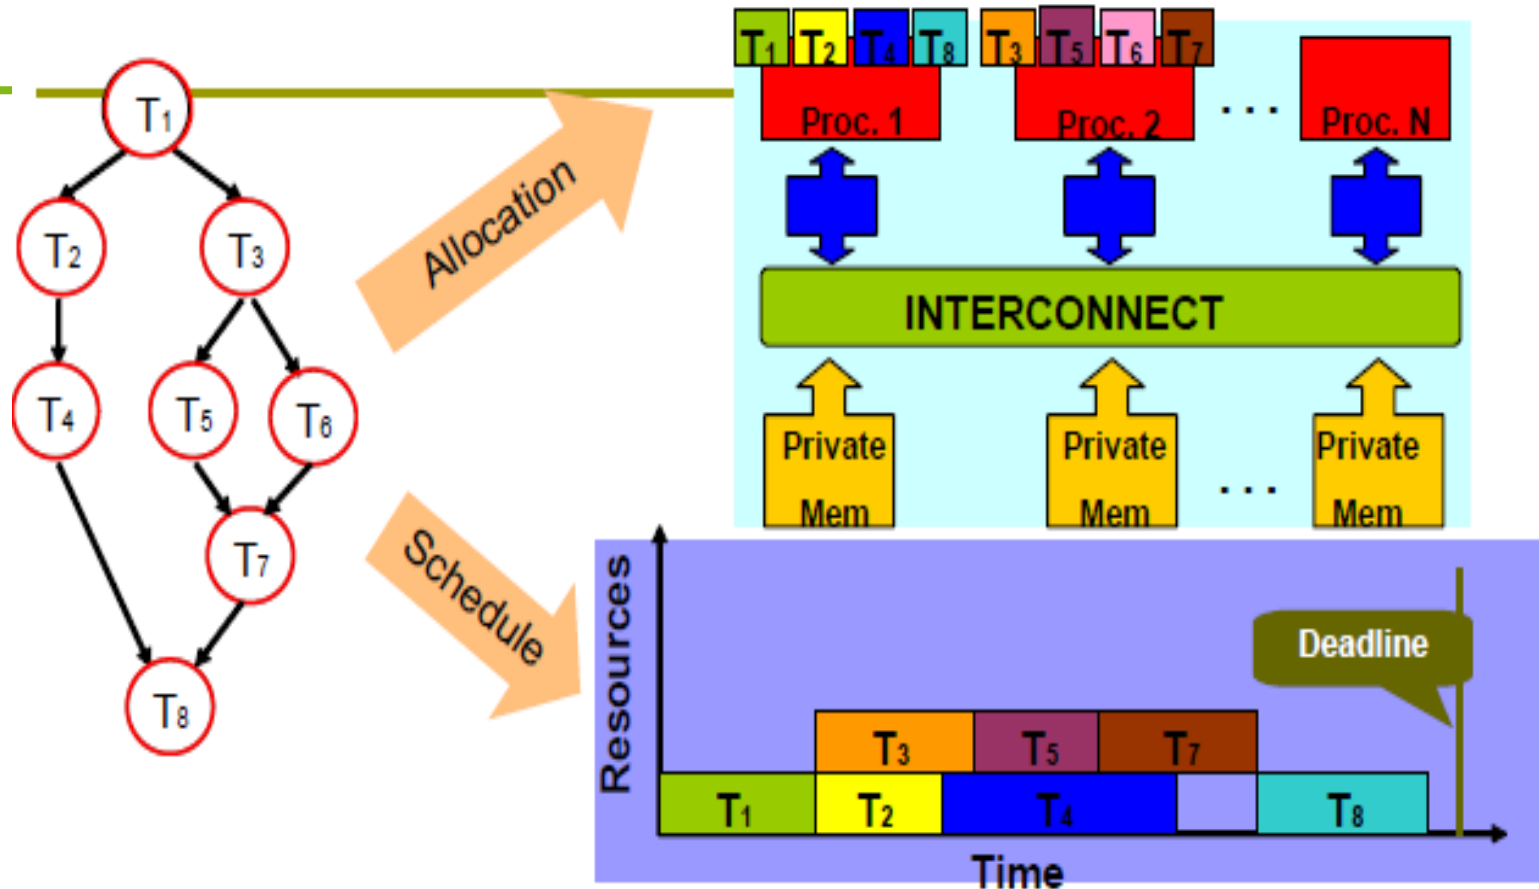 T1
T2
T3
T4
T5
T6
T7
T8
Allocation
Schedule
T1 T2 T4 T8 T3 T5 T6 T7
Proc. 1 Proc. 2 . . . Proc. N
INTERCONNECT
Private Private Private
Mem Mem . . . Mem
Resources
Deadline
T3 T5 T7
T1 T2 T4 T8
Time